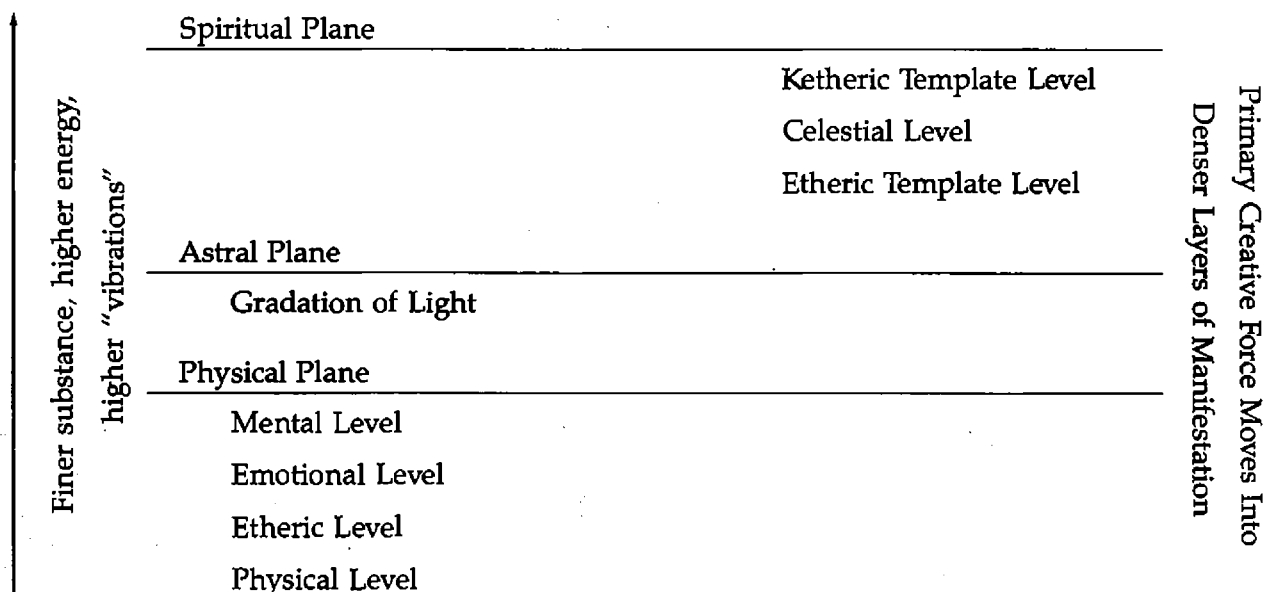 Spiritual Plane
Ketheric Template Level
Celestial Level
Etheric Template Level
Astral Plane
Gradation of Light
Physical Plane
Mental Level
Emotional Level
Etheric Level
Physical Level
Finer substance, higher energy,
higher "vibrations"
Primary Creative Force Moves Into
Denser Layers of Manifestation